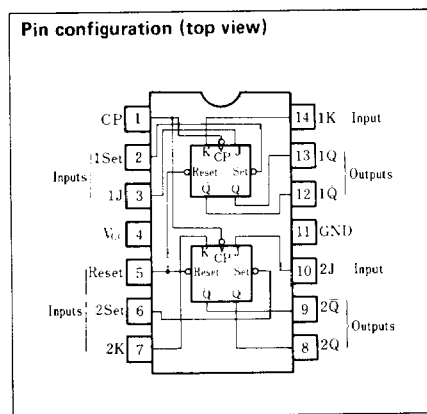 Pin configuration (top view)
CP 1
14 1K Input
1Set 2
13 1Q
Inputs
Outputs
1J 3
12 1Q̄
VCC 4
11 GND
Reset 5
10 2J Input
2Set 6
9 2Q̄
Inputs
Outputs
2K 7
8 2Q
K CP J
Reset Set
Q Q
K CP J
Reset Set
Q Q